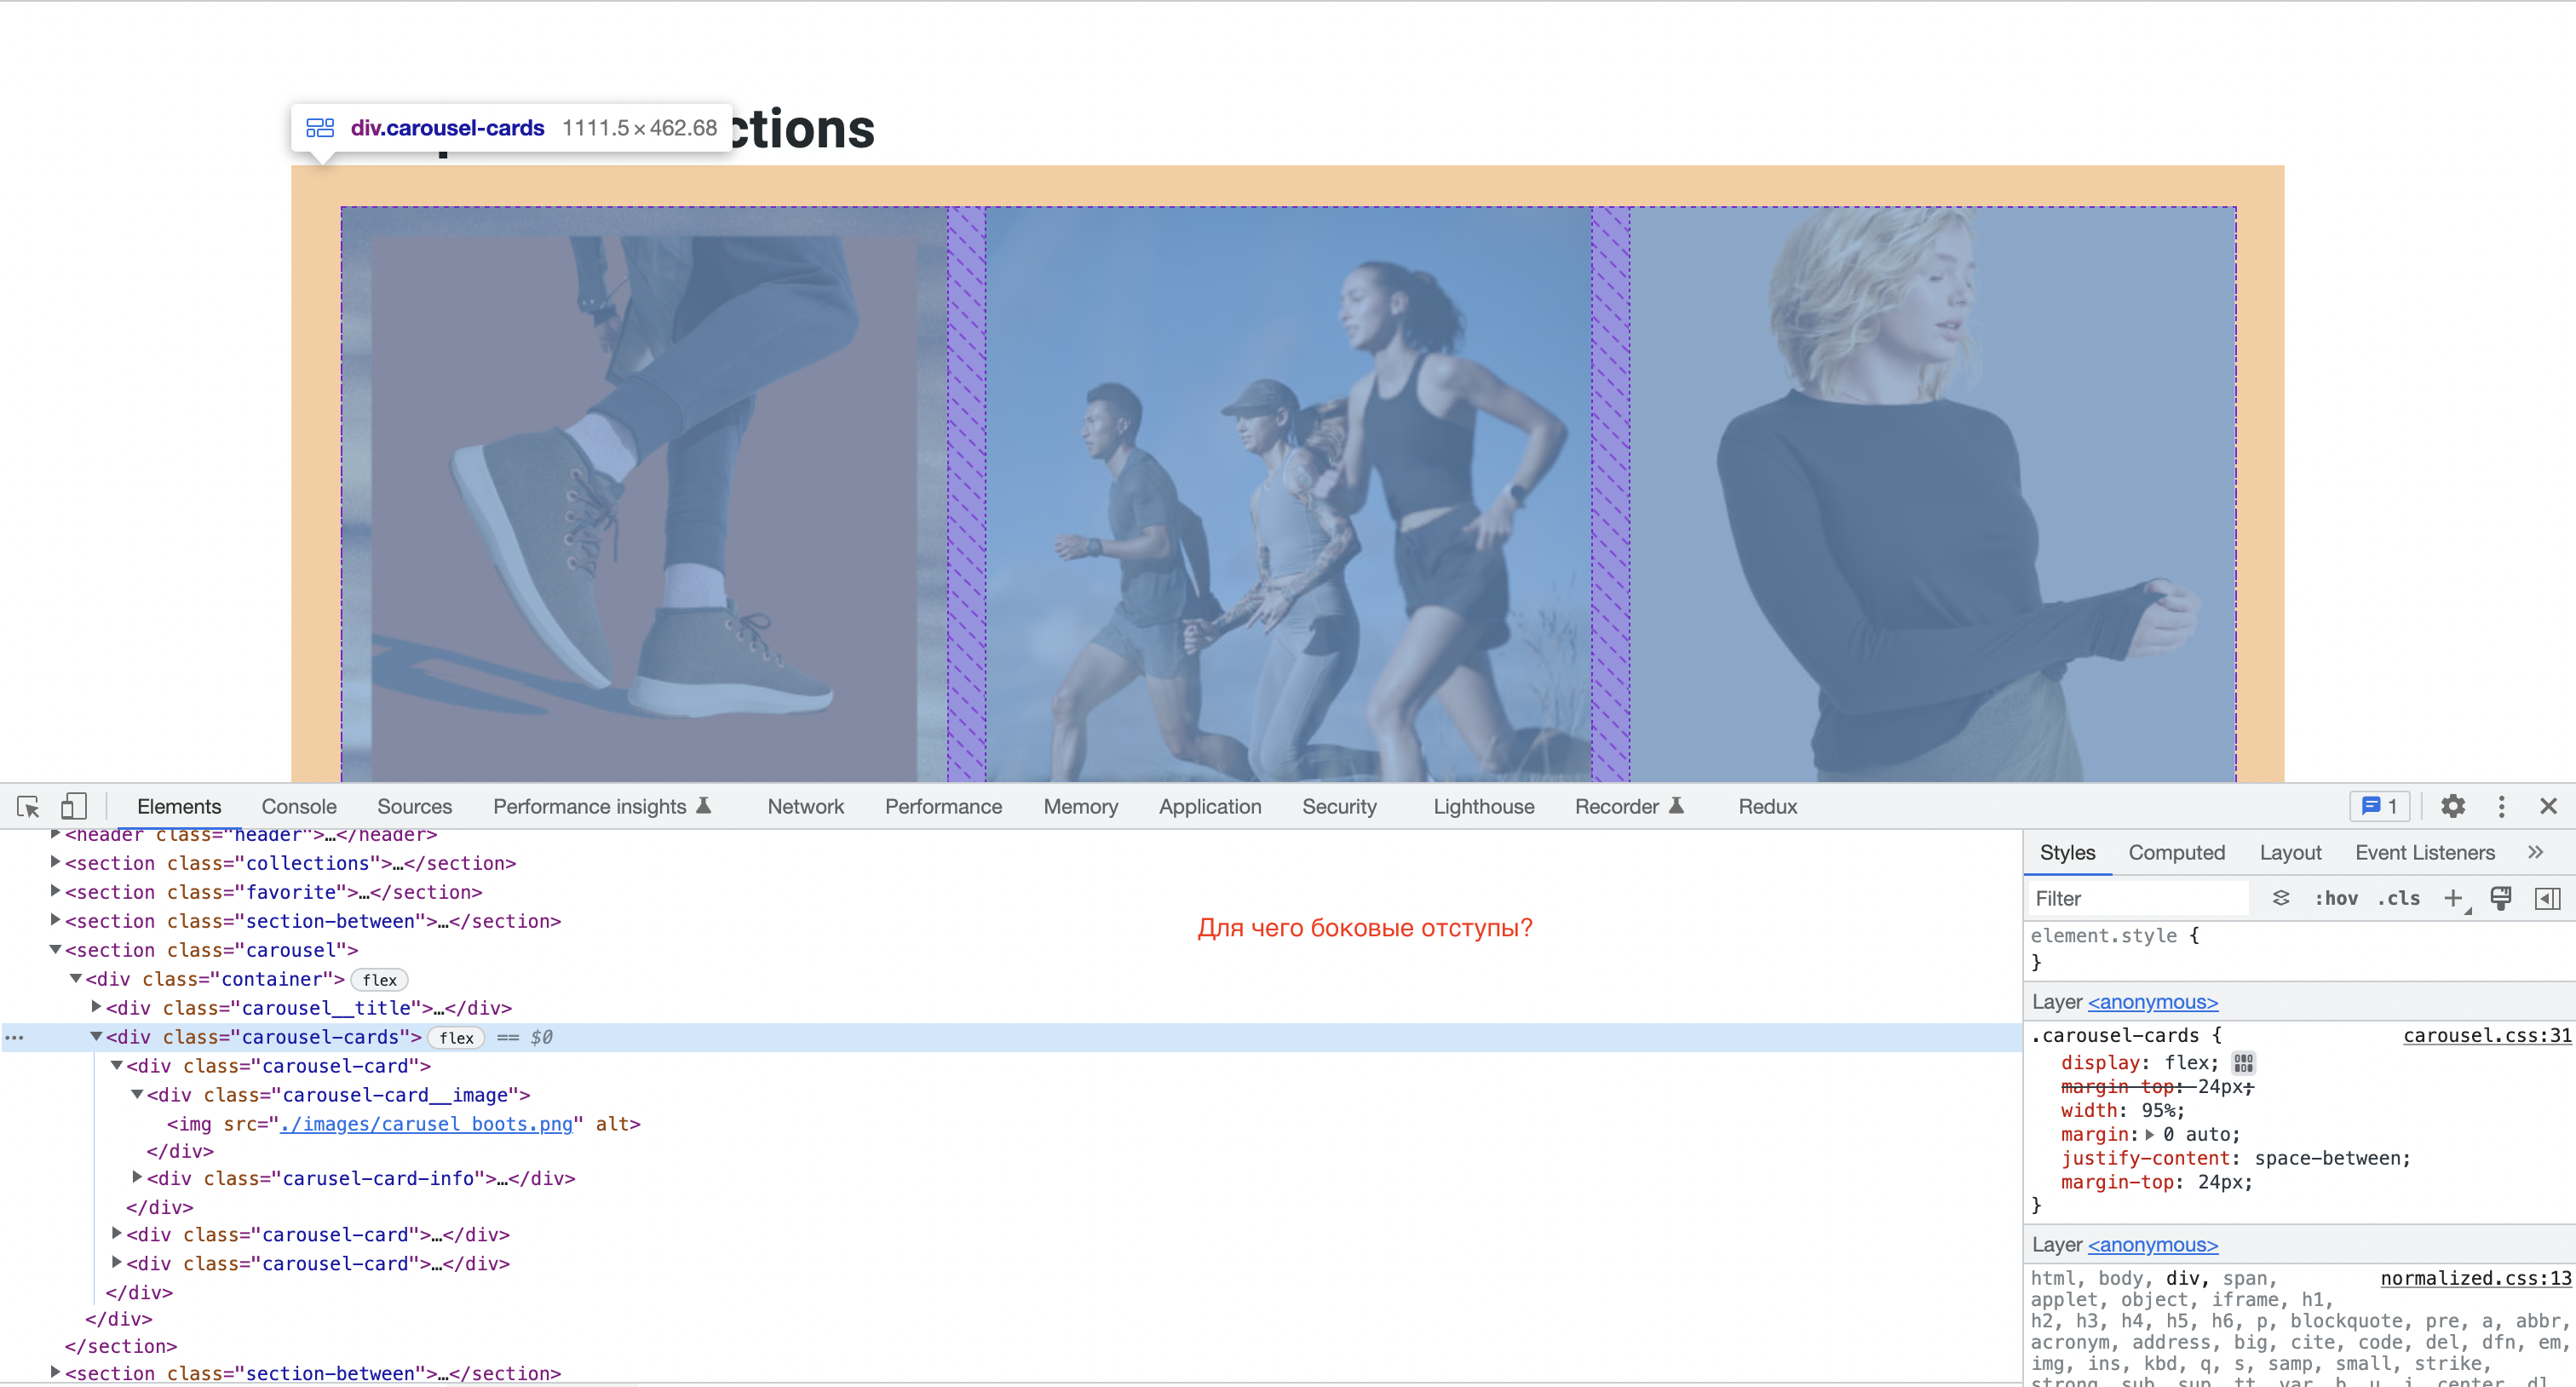 ctions
div.carousel-cards 1111.5 × 462.68
Elements Console Sources Performance insights Network Performance Memory Application Security Lighthouse Recorder Redux 1
<header class="header">…</header>
<section class="collections">…</section>
<section class="favorite">…</section>
<section class="section-between">…</section>
<section class="carousel">
<div class="container"> flex
<div class="carousel__title">…</div>
<div class="carousel-cards"> flex == $0
<div class="carousel-card">
<div class="carousel-card__image">
<img src="./images/carusel_boots.png" alt>
</div>
<div class="carusel-card-info">…</div>
</div>
<div class="carousel-card">…</div>
<div class="carousel-card">…</div>
</div>
</div>
</section>
<section class="section-between">…</section>
Для чего боковые отступы?
Styles Computed Layout Event Listeners »
Filter :hov .cls +
element.style {
}
Layer <anonymous>
.carousel-cards { carousel.css:31
display: flex;
margin-top: 24px;
width: 95%;
margin: 0 auto;
justify-content: space-between;
margin-top: 24px;
}
Layer <anonymous>
html, body, div, span, normalized.css:13
applet, object, iframe, h1,
h2, h3, h4, h5, h6, p, blockquote, pre, a, abbr,
acronym, address, big, cite, code, del, dfn, em,
img, ins, kbd, q, s, samp, small, strike,
strong, sub, sup, tt, var, b, u, i, center, dl,